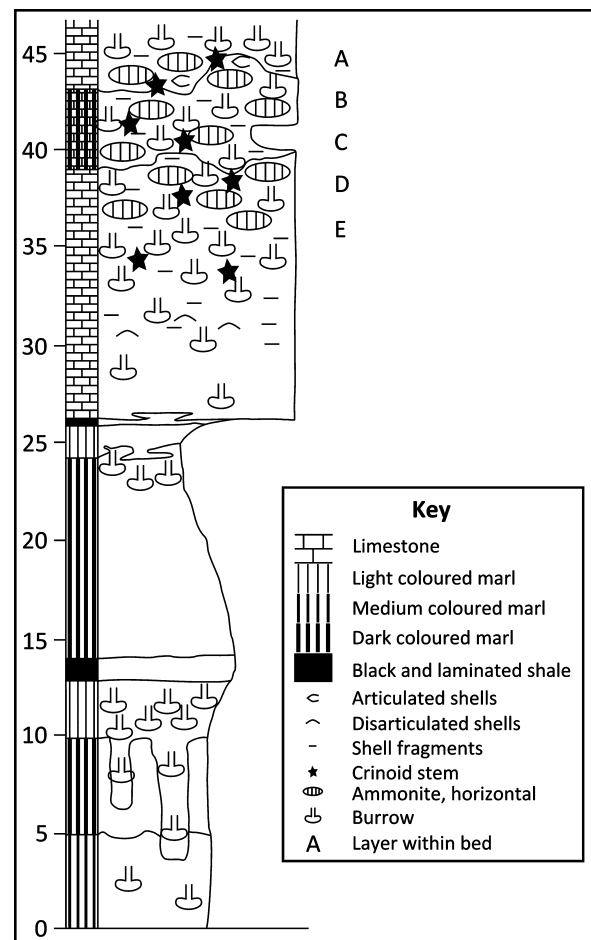 45
A
B
40
C
D
E
35
30
25
20
15
10
5
0
Key
Limestone
Light coloured marl
Medium coloured marl
Dark coloured marl
Black and laminated shale
Articulated shells
Disarticulated shells
Shell fragments
Crinoid stem
Ammonite, horizontal
Burrow
A Layer within bed